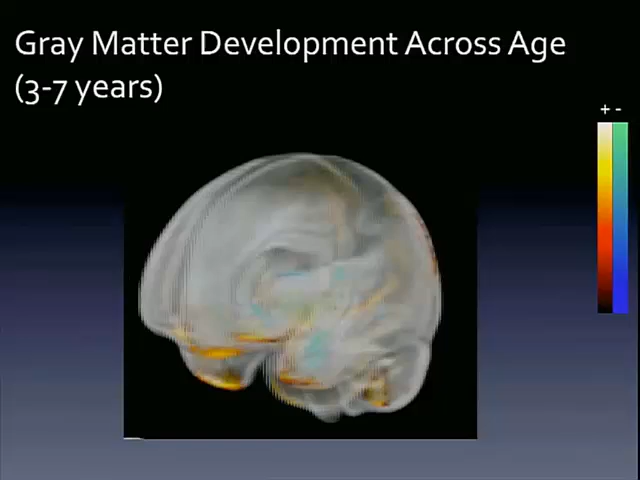 Gray Matter Development Across Age
(3-7 years)
+ -